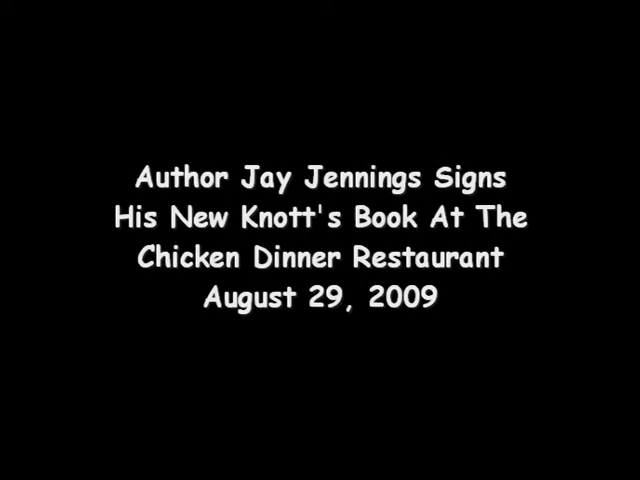 Author Jay Jennings Signs
His New Knott's Book At The
Chicken Dinner Restaurant
August 29, 2009